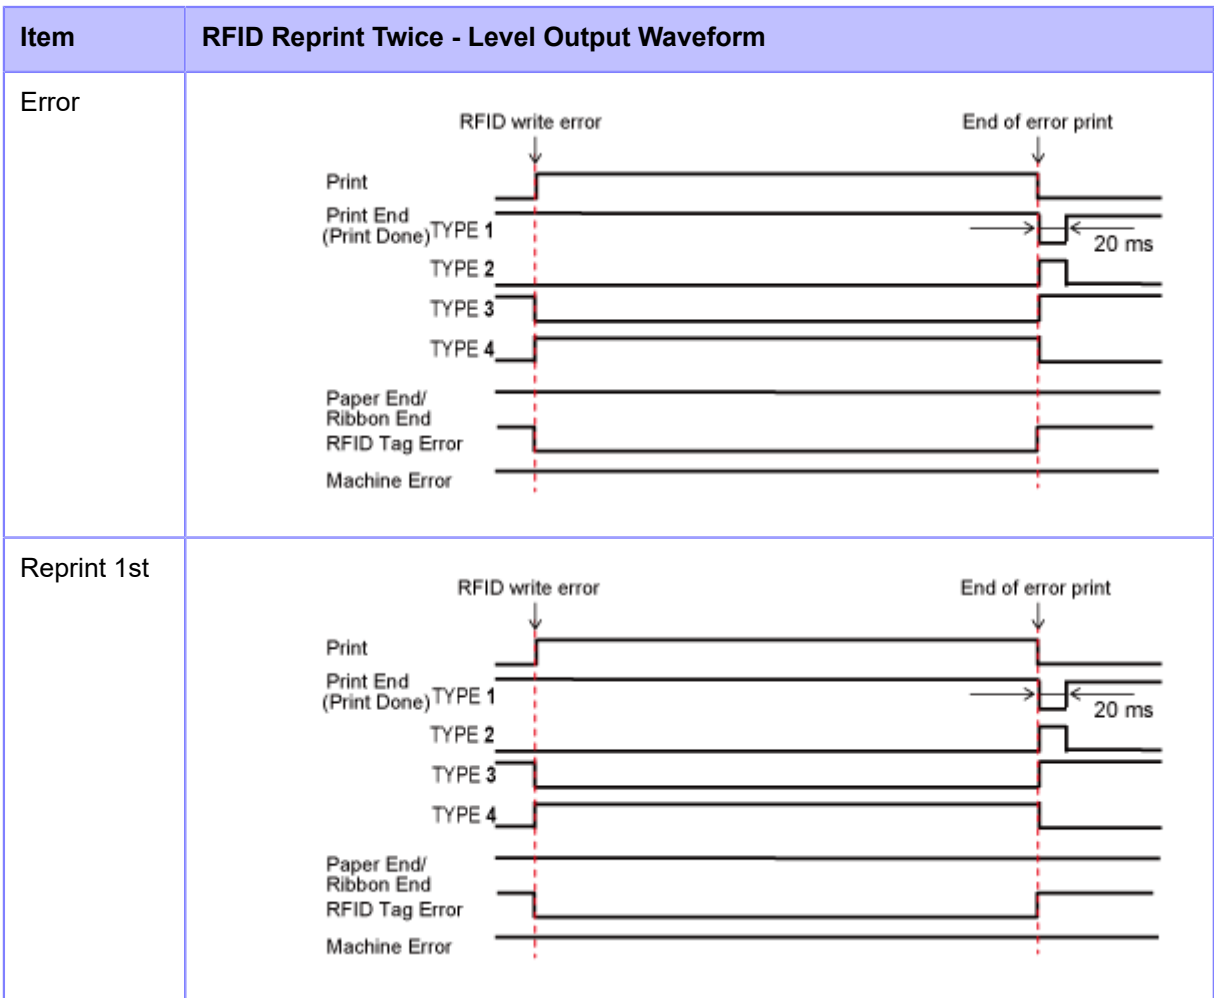 Item
RFID Reprint Twice - Level Output Waveform
Error
RFID write error
End of error print
Print
Print End
(Print Done) TYPE 1
20 ms
TYPE 2
TYPE 3
TYPE 4
Paper End/
Ribbon End
RFID Tag Error
Machine Error
Reprint 1st
RFID write error
End of error print
Print
Print End
(Print Done) TYPE 1
20 ms
TYPE 2
TYPE 3
TYPE 4
Paper End/
Ribbon End
RFID Tag Error
Machine Error